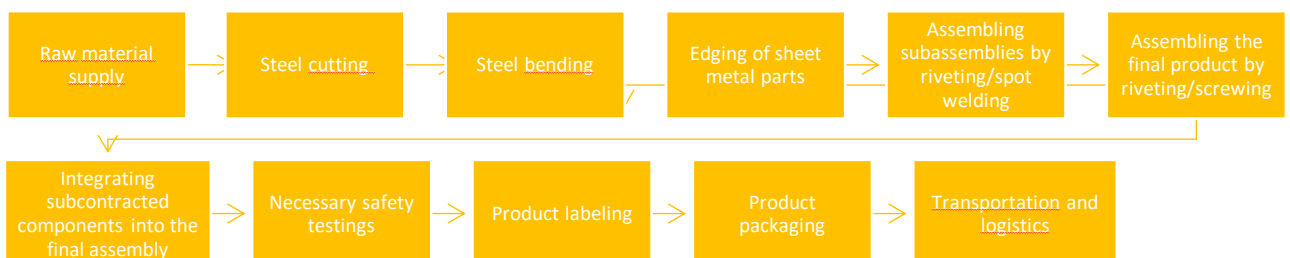 Raw material
supply
Steel cutting
Steel bending
Edging of sheet
metal parts
Assembling
subassemblies by
riveting/spot
welding
Assembling the
final product by
riveting/screwing
Integrating
subcontracted
components into the
final assembly
Necessary safety
testings
Product labeling
Product
packaging
Transportation and
logistics